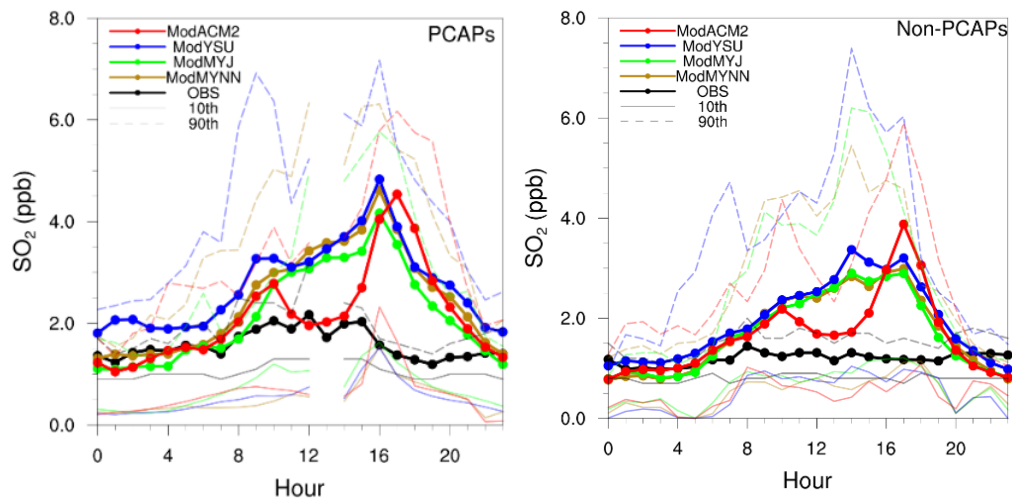 8.0
ModACM2
PCAPs
ModYSU
ModMYJ
ModMYNN
OBS
10th
90th
6.0
4.0
2.0
0.0
SO2 (ppb)
0 4 8 12 16 20
Hour
8.0
ModACM2
Non-PCAPs
ModYSU
ModMYJ
ModMYNN
OBS
10th
90th
6.0
4.0
2.0
0.0
SO2 (ppb)
0 4 8 12 16 20
Hour